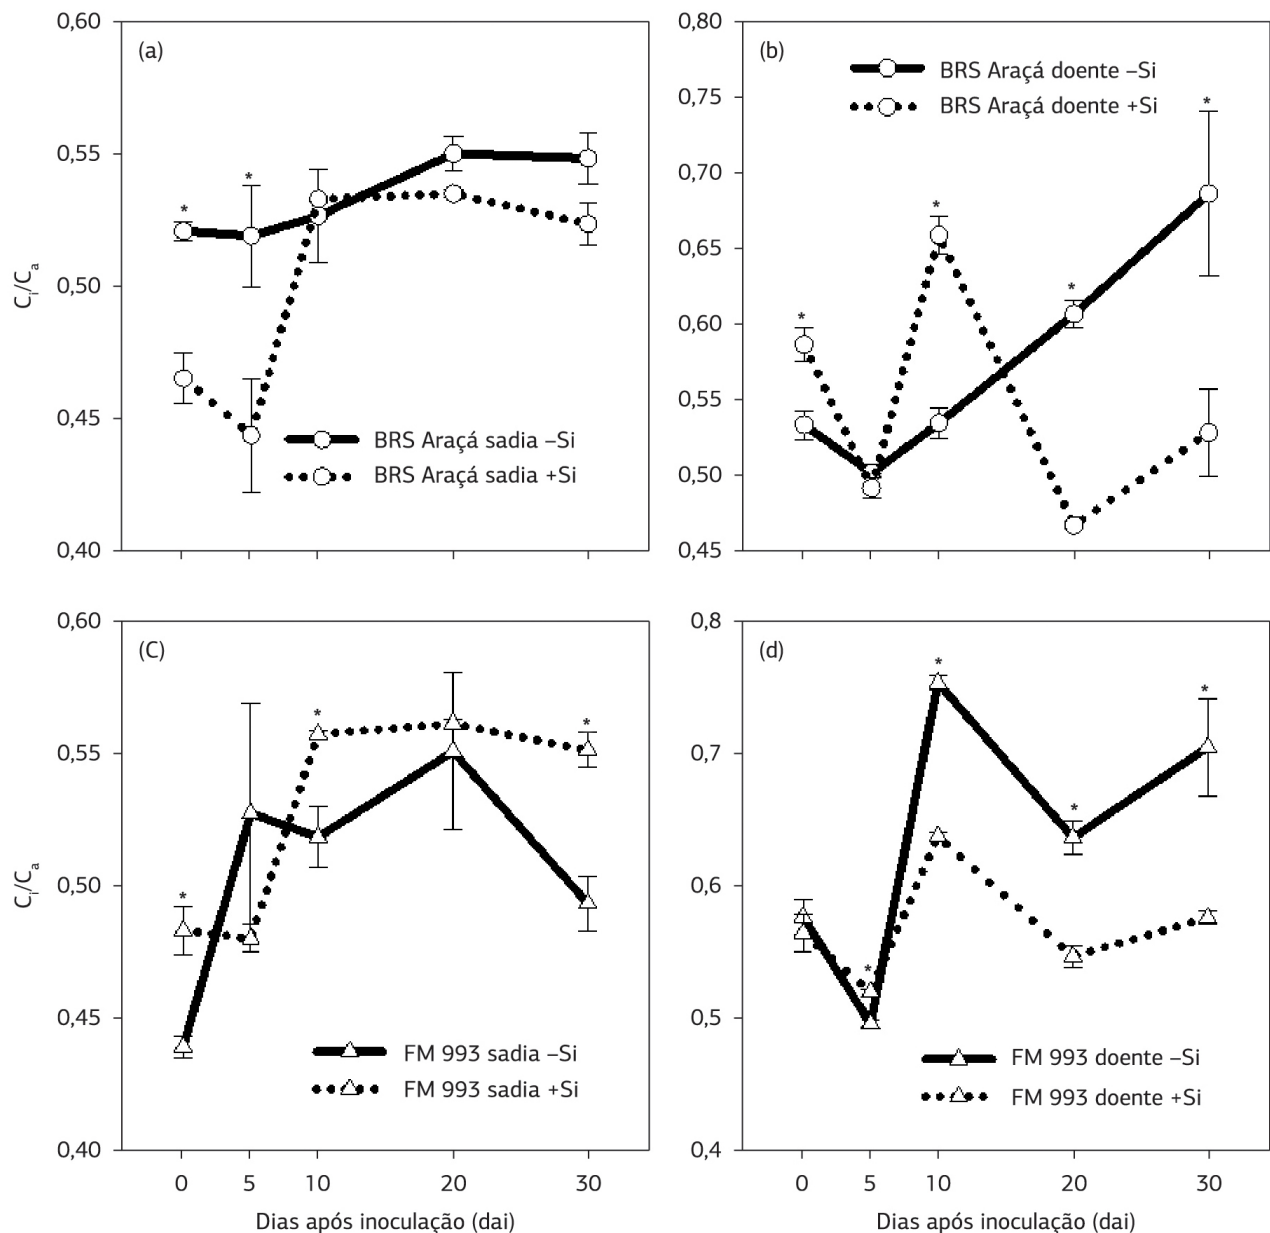 (a)
0,60
0,55
0,50
0,45
0,40
Ci/Ca
* *
BRS Araçá sadia –Si
BRS Araçá sadia +Si
(b)
0,80
0,75
0,70
0,65
0,60
0,55
0,50
0,45
BRS Araçá doente –Si
BRS Araçá doente +Si
* * * *
(C)
0,60
0,55
0,50
0,45
0,40
Ci/Ca
* * *
FM 993 sadia –Si
FM 993 sadia +Si
0 5 10 20 30
Dias após inoculação (dai)
(d)
0,8
0,7
0,6
0,5
0,4
* * * *
FM 993 doente –Si
FM 993 doente +Si
0 5 10 20 30
Dias após inoculação (dai)